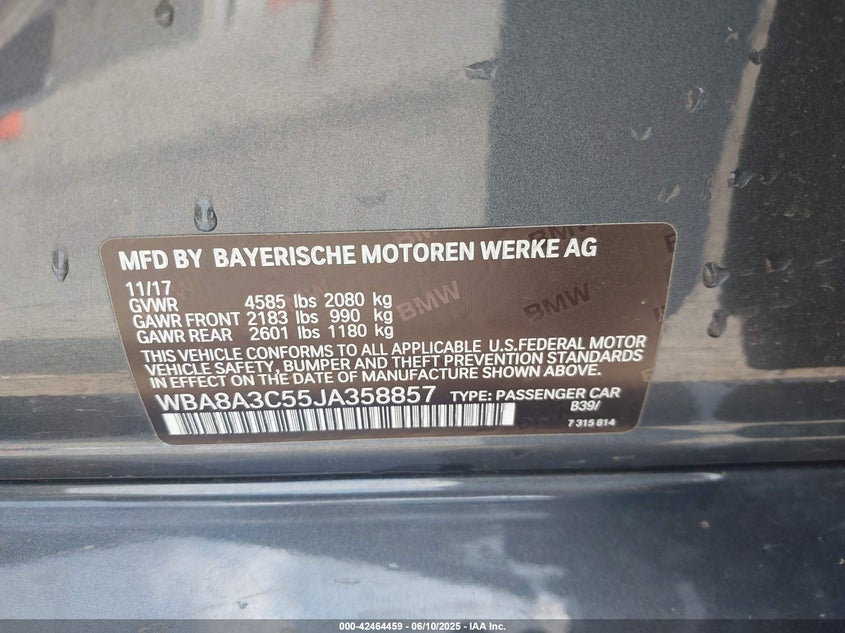 MFD BY BAYERISCHE MOTOREN WERKE AG
11/17
GVWR 4585 lbs 2080 kg
GAWR FRONT 2183 lbs 990 kg
GAWR REAR 2601 lbs 1180 kg
THIS VEHICLE CONFORMS TO ALL APPLICABLE U.S.FEDERAL MOTOR
VEHICLE SAFETY, BUMPER AND THEFT PREVENTION STANDARDS
IN EFFECT ON THE DATE OF MANUFACTURE SHOWN ABOVE.
WBA8A3C55JA358857 TYPE: PASSENGER CAR
B39/
7 315 814
BMW
BMW
000-42464459 - 06/10/2025 - IAA Inc.